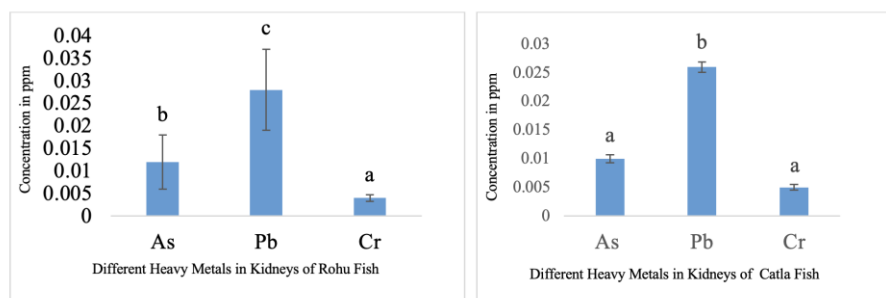 0.04
0.035
0.03
0.025
0.02
0.015
0.01
0.005
0
Concentration in ppm
b
c
a
As Pb Cr
Different Heavy Metals in Kidneys of Rohu Fish
0.03
0.025
0.02
0.015
0.010
0.005
0
Concentration in ppm
a
b
a
As Pb Cr
Different Heavy Metals in Kidneys of Catla Fish